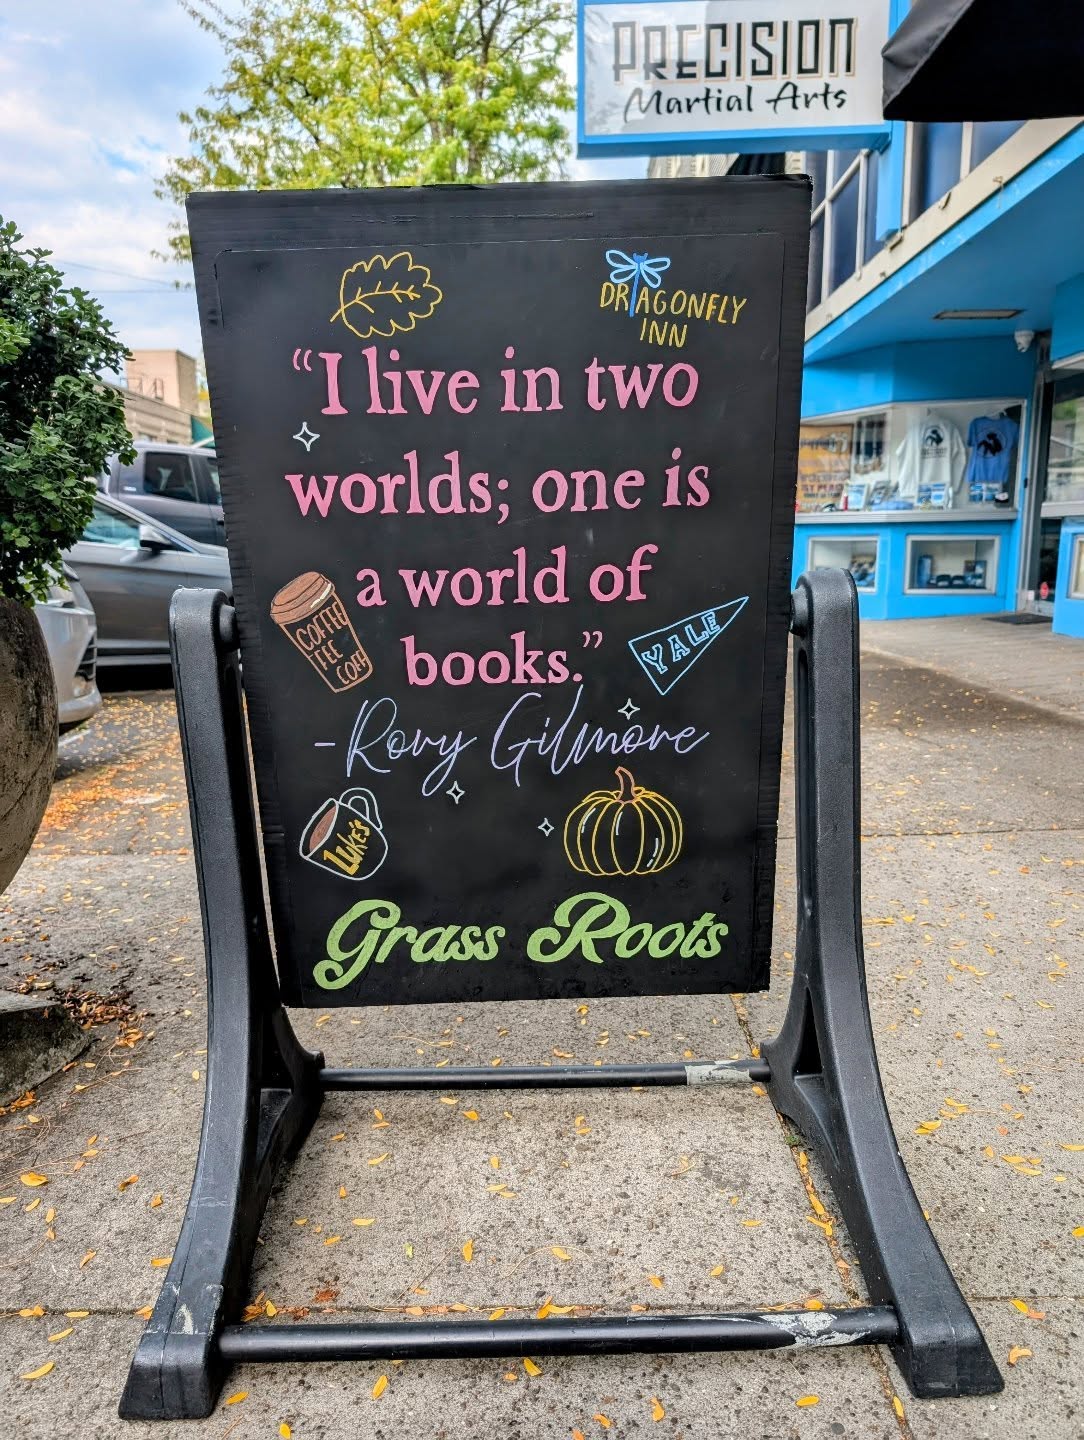 PRECISION
Martial Arts
DRAGONFLY
INN
“I live in two
worlds; one is
a world of
books.”
COFFEE
COFF
YALE
-Rory Gilmore
LUKE'S
Grass Roots